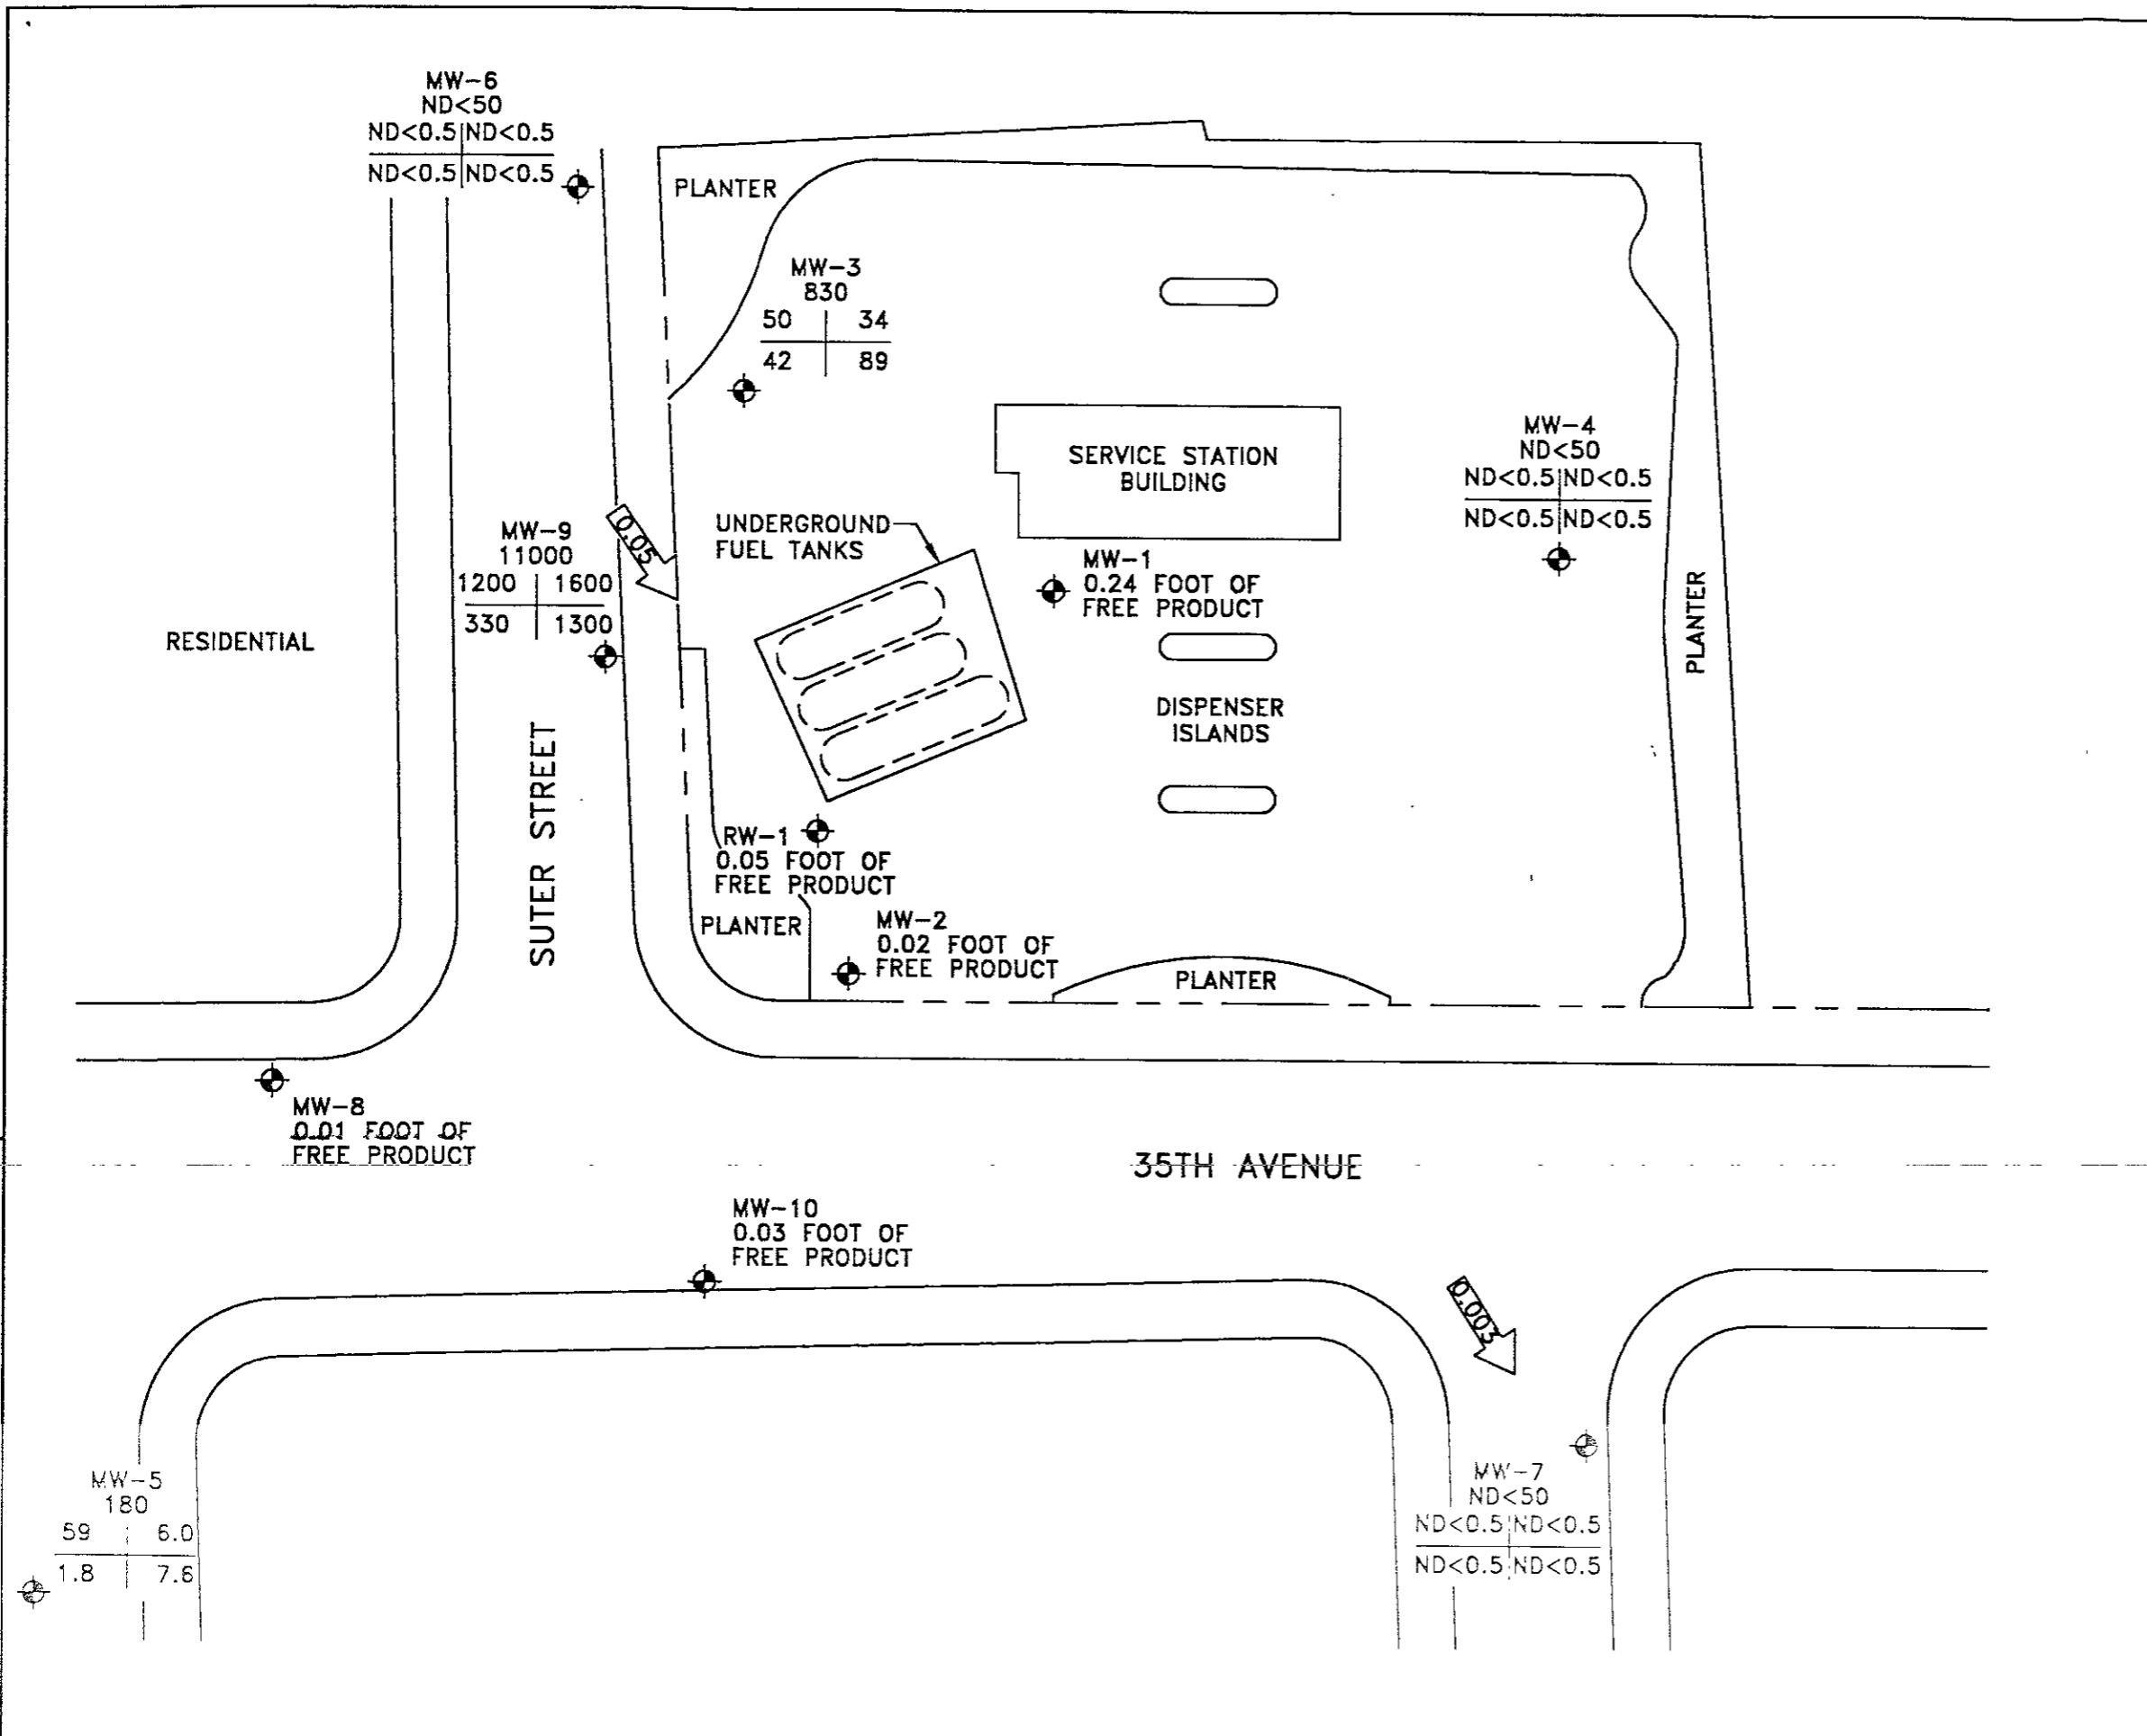 MW-6
ND<50
ND<0.5 ND<0.5
ND<0.5 ND<0.5
PLANTER
MW-3
830
50 34
42 89
SERVICE STATION
BUILDING
MW-4
ND<50
ND<0.5 ND<0.5
ND<0.5 ND<0.5
UNDERGROUND
FUEL TANKS
0.05
MW-9
11000
1200 1600
330 1300
MW-1
0.24 FOOT OF
FREE PRODUCT
RESIDENTIAL
PLANTER
DISPENSER
ISLANDS
SUTER STREET
RW-1
0.05 FOOT OF
FREE PRODUCT
PLANTER
MW-2
0.02 FOOT OF
FREE PRODUCT
PLANTER
MW-8
0.01 FOOT OF
FREE PRODUCT
35TH AVENUE
MW-10
0.03 FOOT OF
FREE PRODUCT
0.003
MW-5
180
59 6.0
1.8 7.6
MW-7
ND<50
ND<0.5 ND<0.5
ND<0.5 ND<0.5